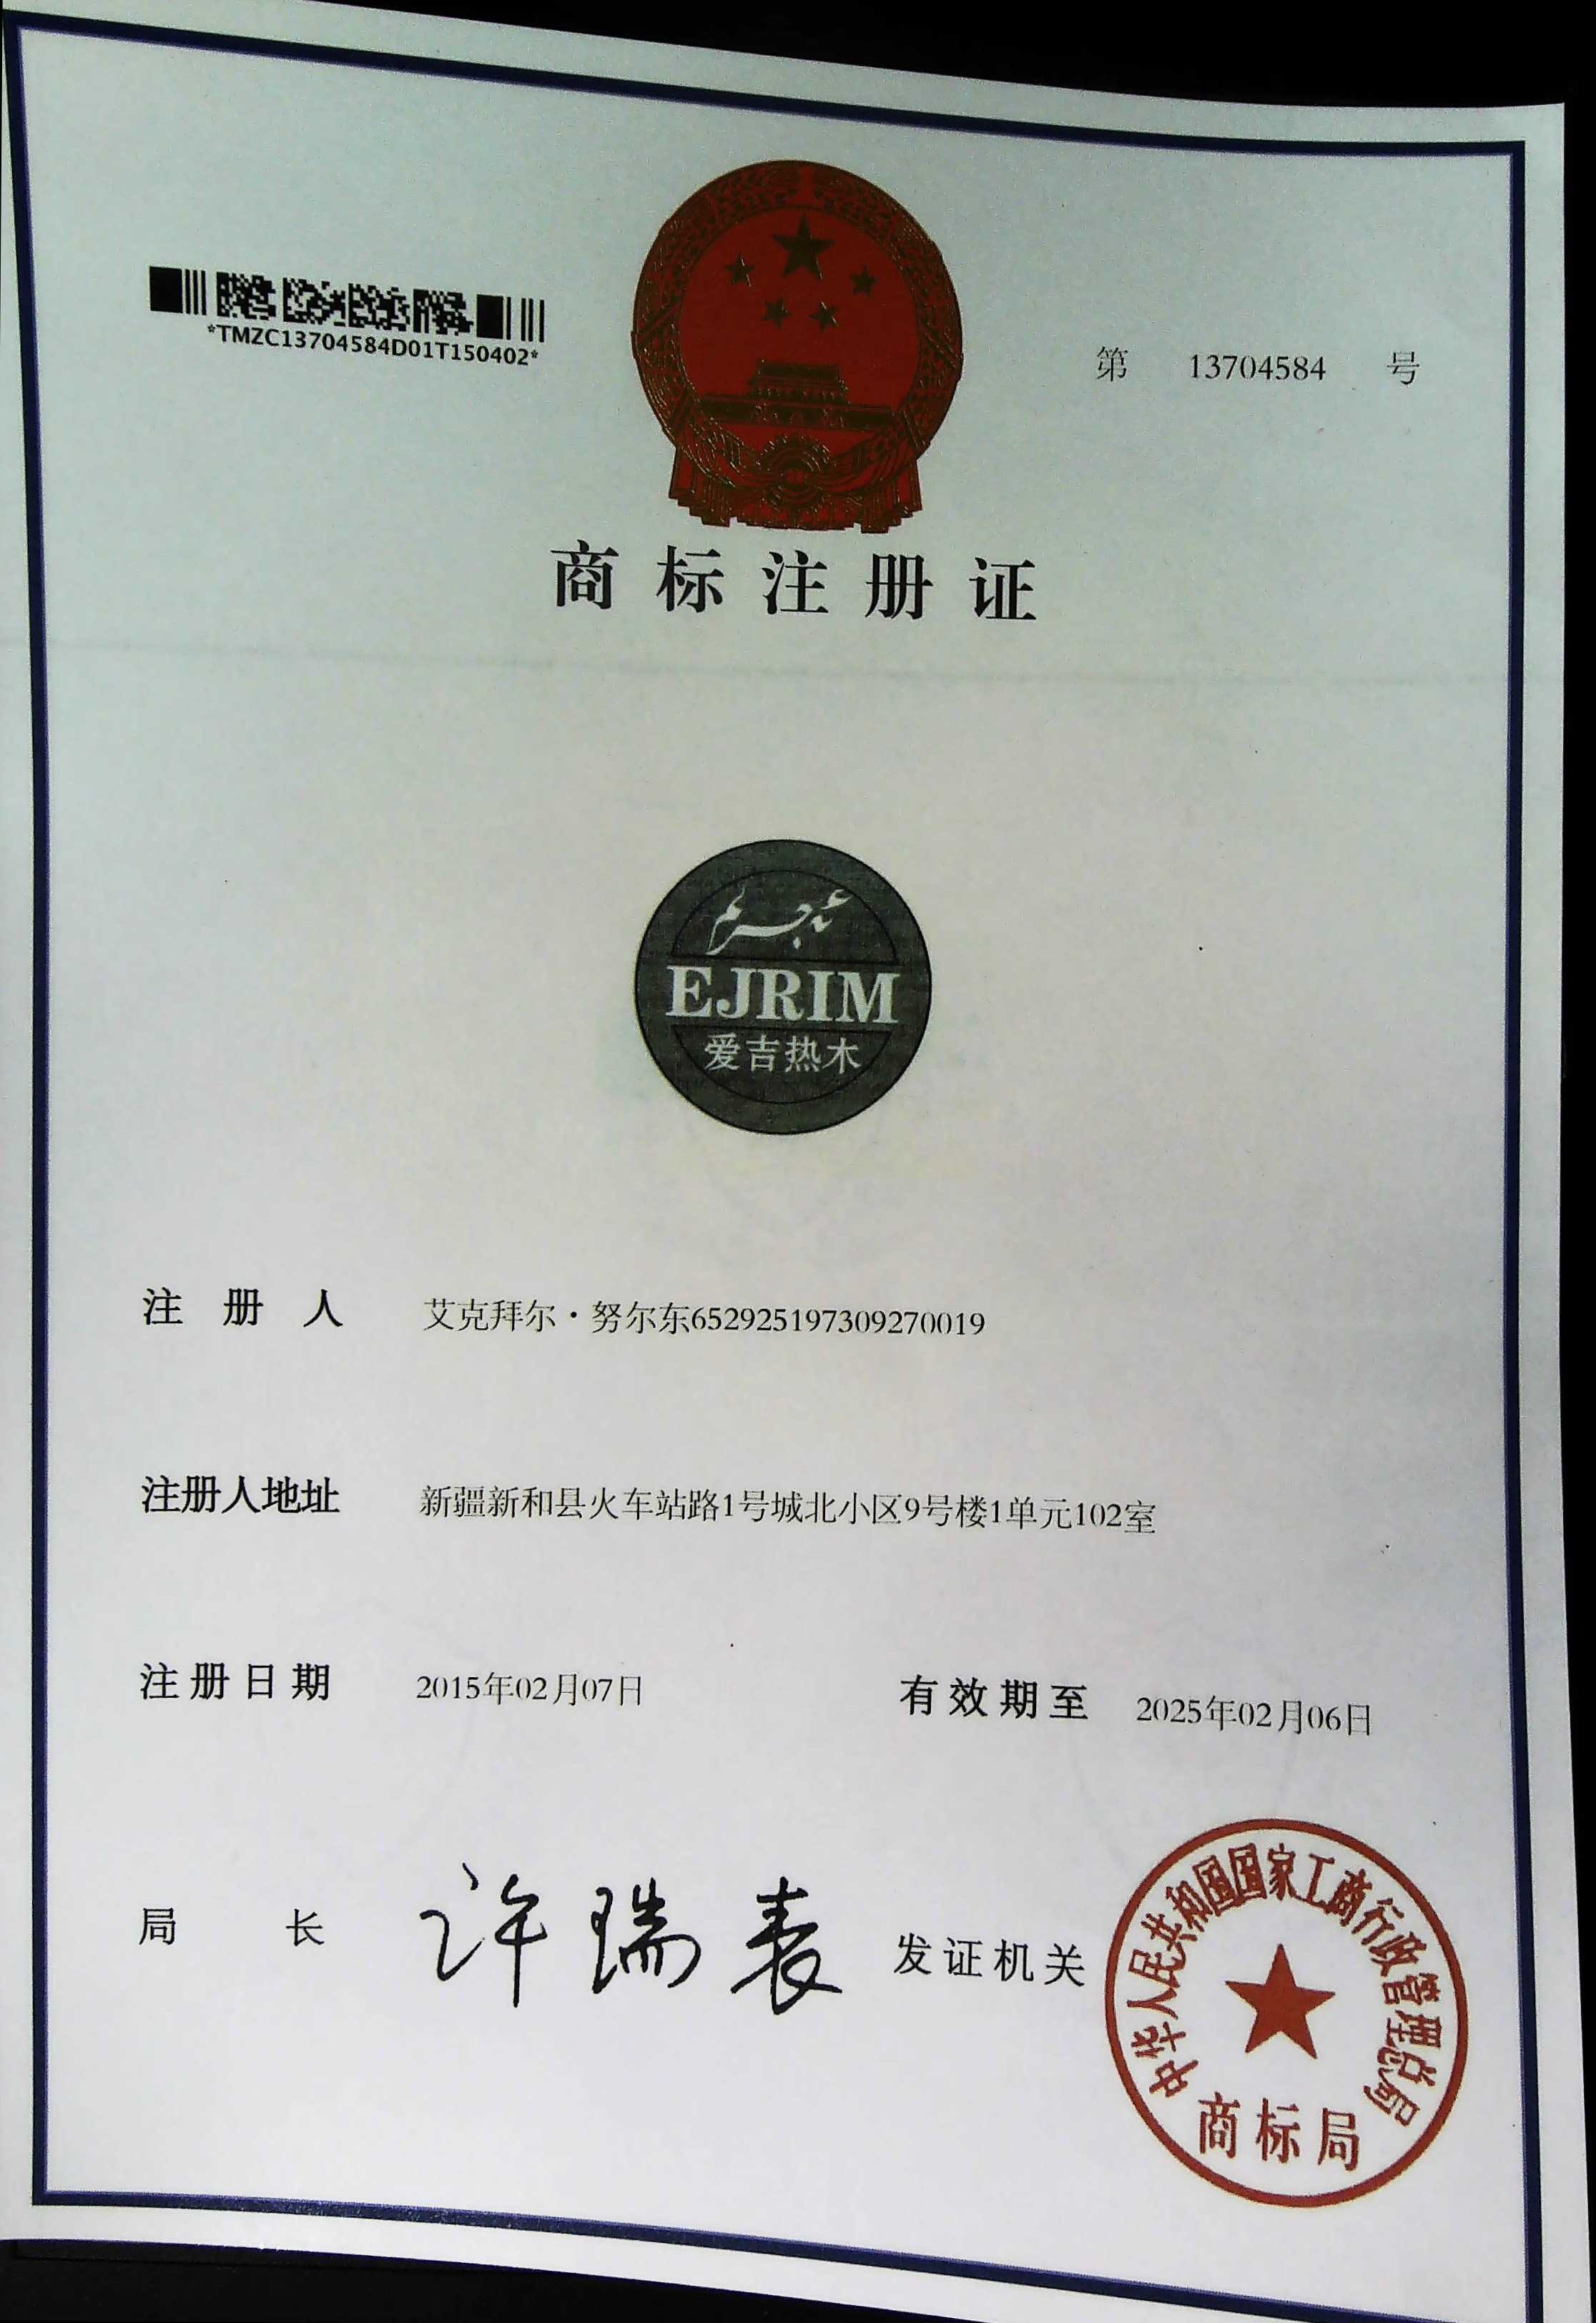 *TMZC13704584D01T150402*
第 13704584 号
商标注册证
EJRIM
爱吉热木
注册人 艾克拜尔·努尔东652925197309270019
注册人地址 新疆新和县火车站路1号城北小区9号楼1单元102室
注册日期 2015年02月07日 有效期至 2025年02月06日
局长 许瑞表 发证机关
中华人民共和国国家工商行政管理总局
商标局